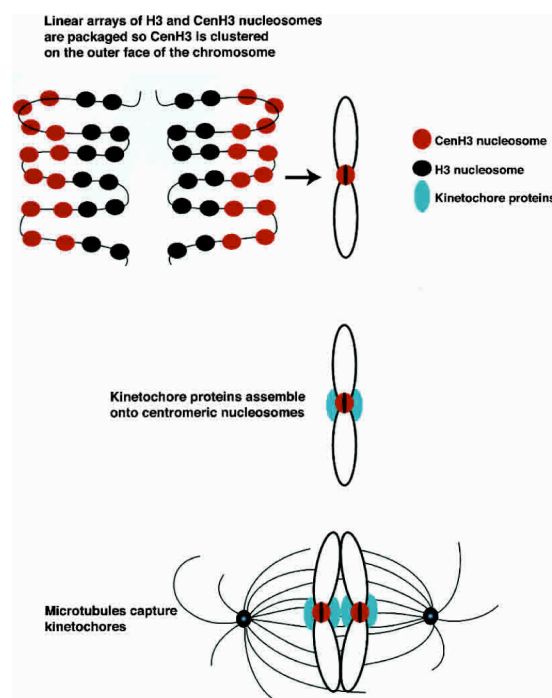 Linear arrays of H3 and CenH3 nucleosomes
are packaged so CenH3 is clustered
on the outer face of the chromosome
CenH3 nucleosome
H3 nucleosome
Kinetochore proteins
Kinetochore proteins assemble
onto centromeric nucleosomes
Microtubules capture
kinetochores